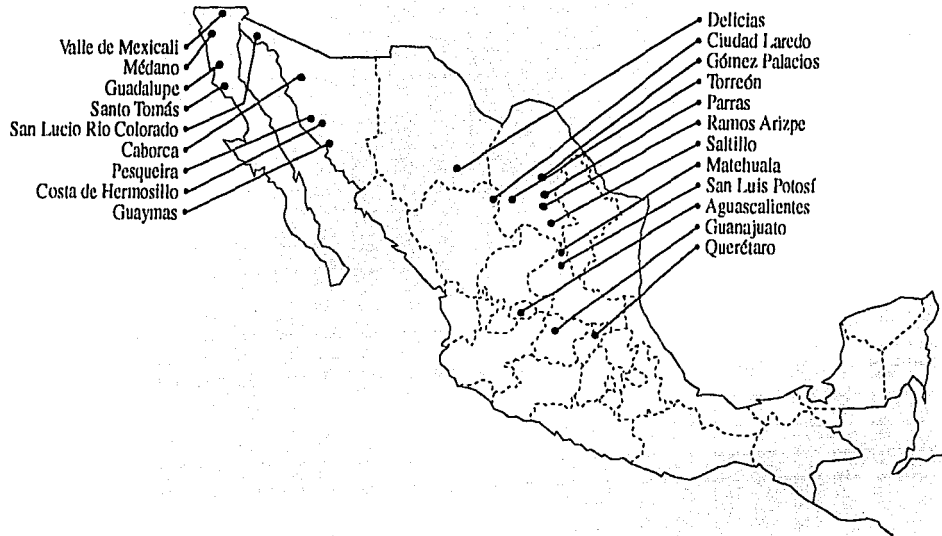 Valle de Mexicali
Médano
Guadalupe
Santo Tomás
San Lucio Rio Colorado
Caborca
Pesqueira
Costa de Hermosillo
Guaymas
Delicias
Ciudad Laredo
Gómez Palacios
Torreón
Parras
Ramos Arizpe
Saltillo
Matehuala
San Luis Potosí
Aguascalientes
Guanajuato
Querétaro